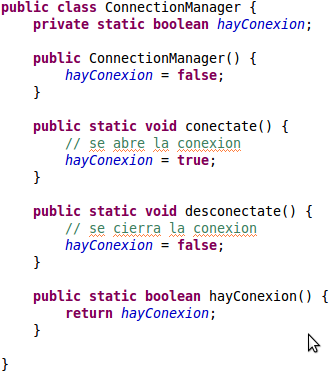 public class ConnectionManager {
    private static boolean hayConexion;
    public ConnectionManager() {
        hayConexion = false;
    }
    public static void conectate() {
        // se abre la conexion
        hayConexion = true;
    }
    public static void desconectate() {
        // se cierra la conexion
        hayConexion = false;
    }
    public static boolean hayConexion() {
        return hayConexion;
    }
}